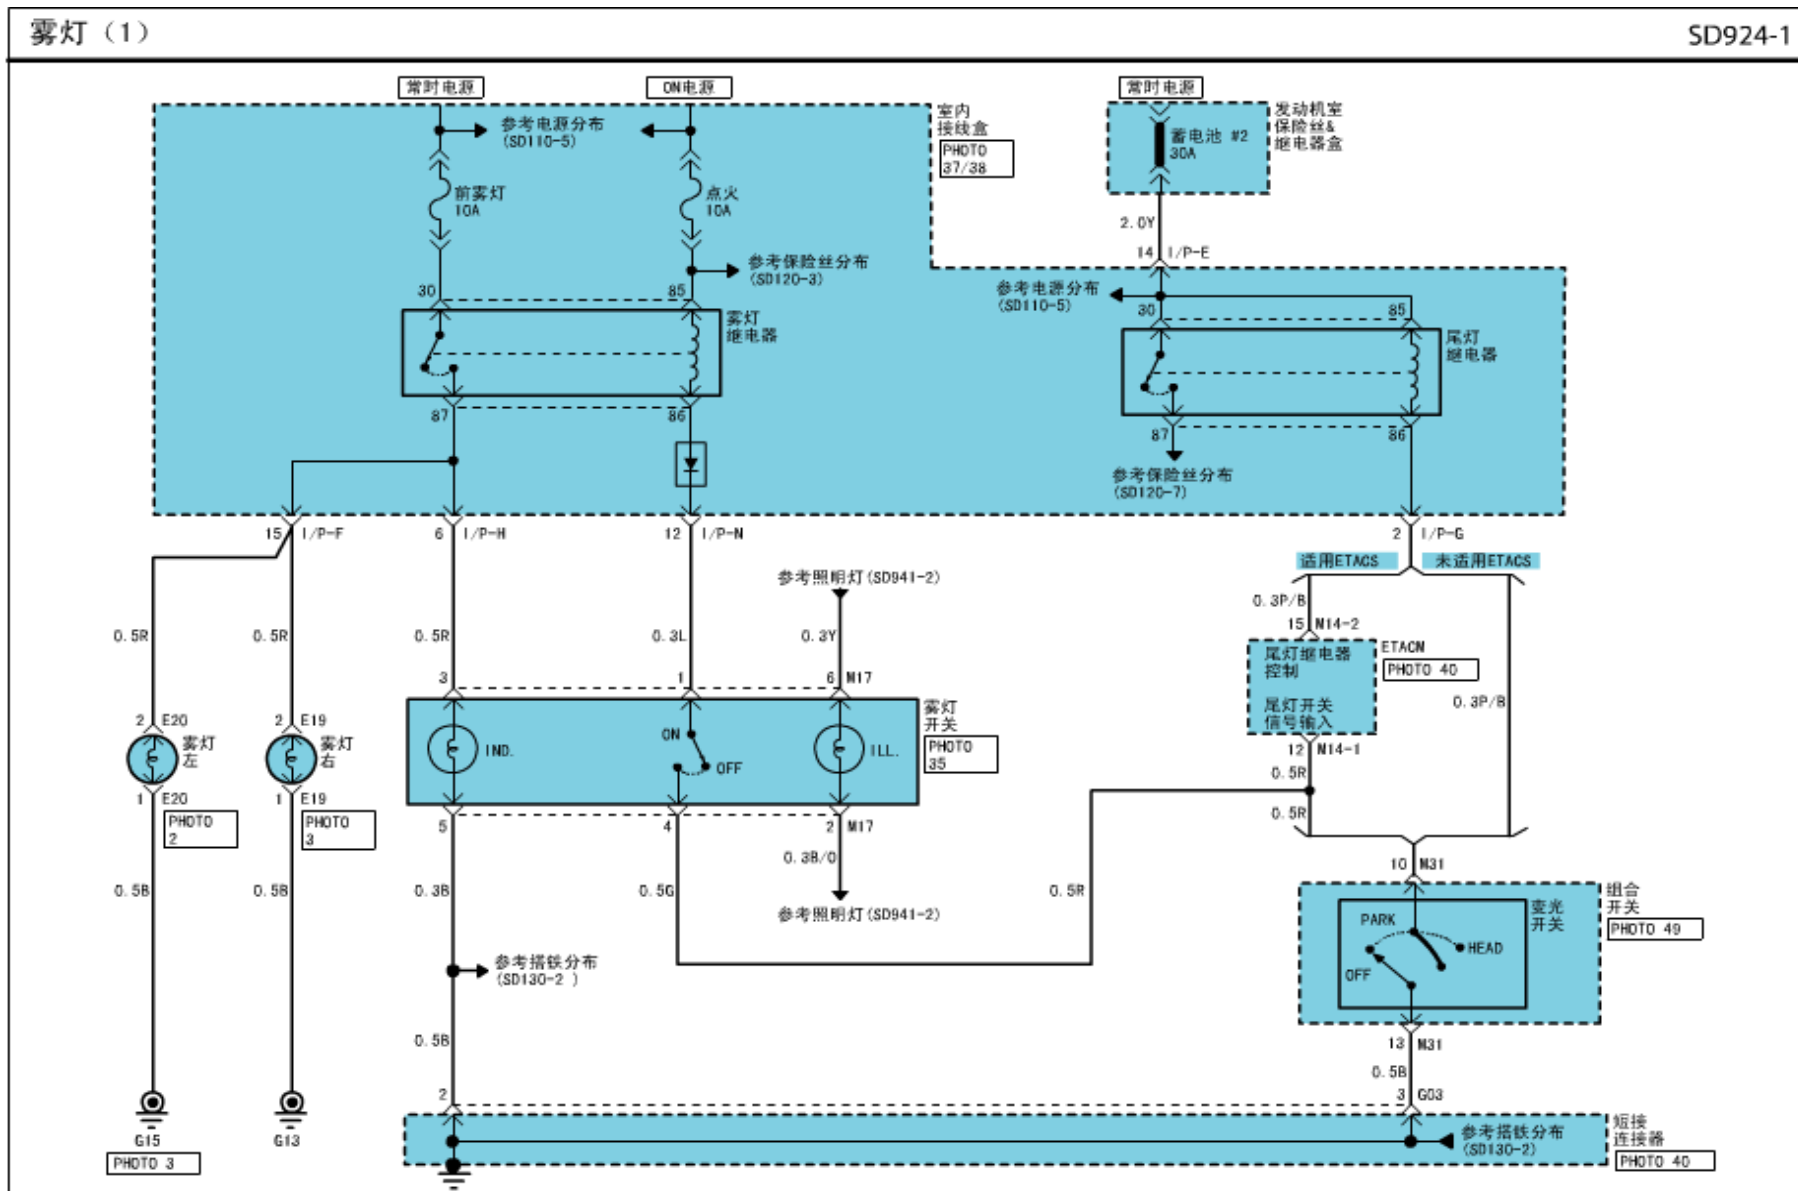 雾灯（1）
SD924-1
常时电源
ON电源
常时电源
参考电源分布
(SD110-5)
室内
接线盒
PHOTO
37/38
蓄电池 #2
30A
发动机室
保险丝&
继电器盒
前雾灯
10A
点火
10A
2.0Y
14 I/P-E
参考保险丝分布
(SD120-3)
参考电源分布
(SD110-5)
30
85
30
85
雾灯
继电器
尾灯
继电器
87
86
87
86
参考保险丝分布
(SD120-7)
15 I/P-F
6 I/P-H
12 I/P-N
2 I/P-G
适用ETACS
未适用ETACS
参考照明灯(SD941-2)
0.3P/B
15 M14-2
0.5R
0.5R
0.5R
0.3L
0.3Y
尾灯继电器
控制
尾灯开关
信号输入
ETACM
PHOTO 40
0.3P/B
3
1
6 M17
2 E20
2 E19
雾灯
左
雾灯
右
IND.
ON
OFF
ILL.
雾灯
开关
PHOTO
35
12 M14-1
0.5R
0.5R
1 E20
1 E19
PHOTO
2
PHOTO
3
5
4
2 M17
0.3B/O
10 M31
0.5B
0.5B
0.3B
0.5G
0.5R
参考照明灯(SD941-2)
组合
开关
PHOTO 49
变光
开关
PARK
HEAD
OFF
参考搭铁分布
(SD130-2 )
0.5B
13 M31
0.5B
2
3 G03
G15
PHOTO 3
G13
参考搭铁分布
(SD130-2)
短接
连接器
PHOTO 40